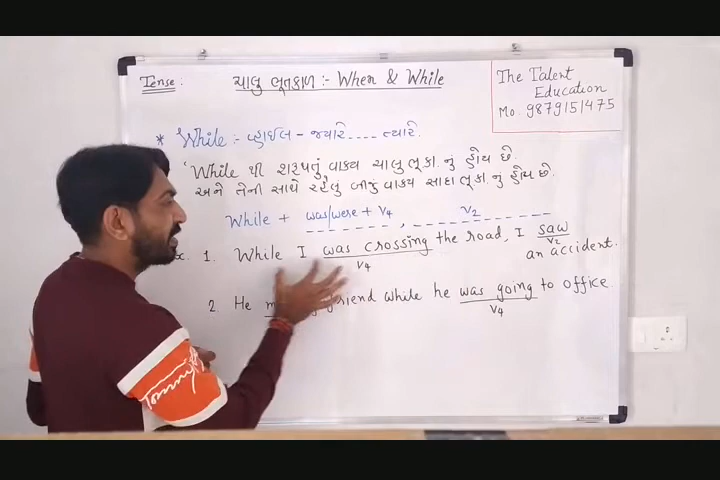 Tense :
ચાલુ ભૂતકાળ :- When & While
The Talent
Education
Mo. 9879151475
* While :- વ્હાઈલ - જ્યારે .... ત્યારે.
' While થી શરૂ થતું વાક્ય ચાલુ ભૂ.કા. નું હોય છે.
અને તેની સાથે રહેલું બીજું વાક્ય સાદા ભૂ.કા. નું હોય છે.
While + was/were + V4 , V2
1. While I was crossing the road, I saw
V4 V2 an accident.
2. He friend while he was going to office.
V4
Tommy